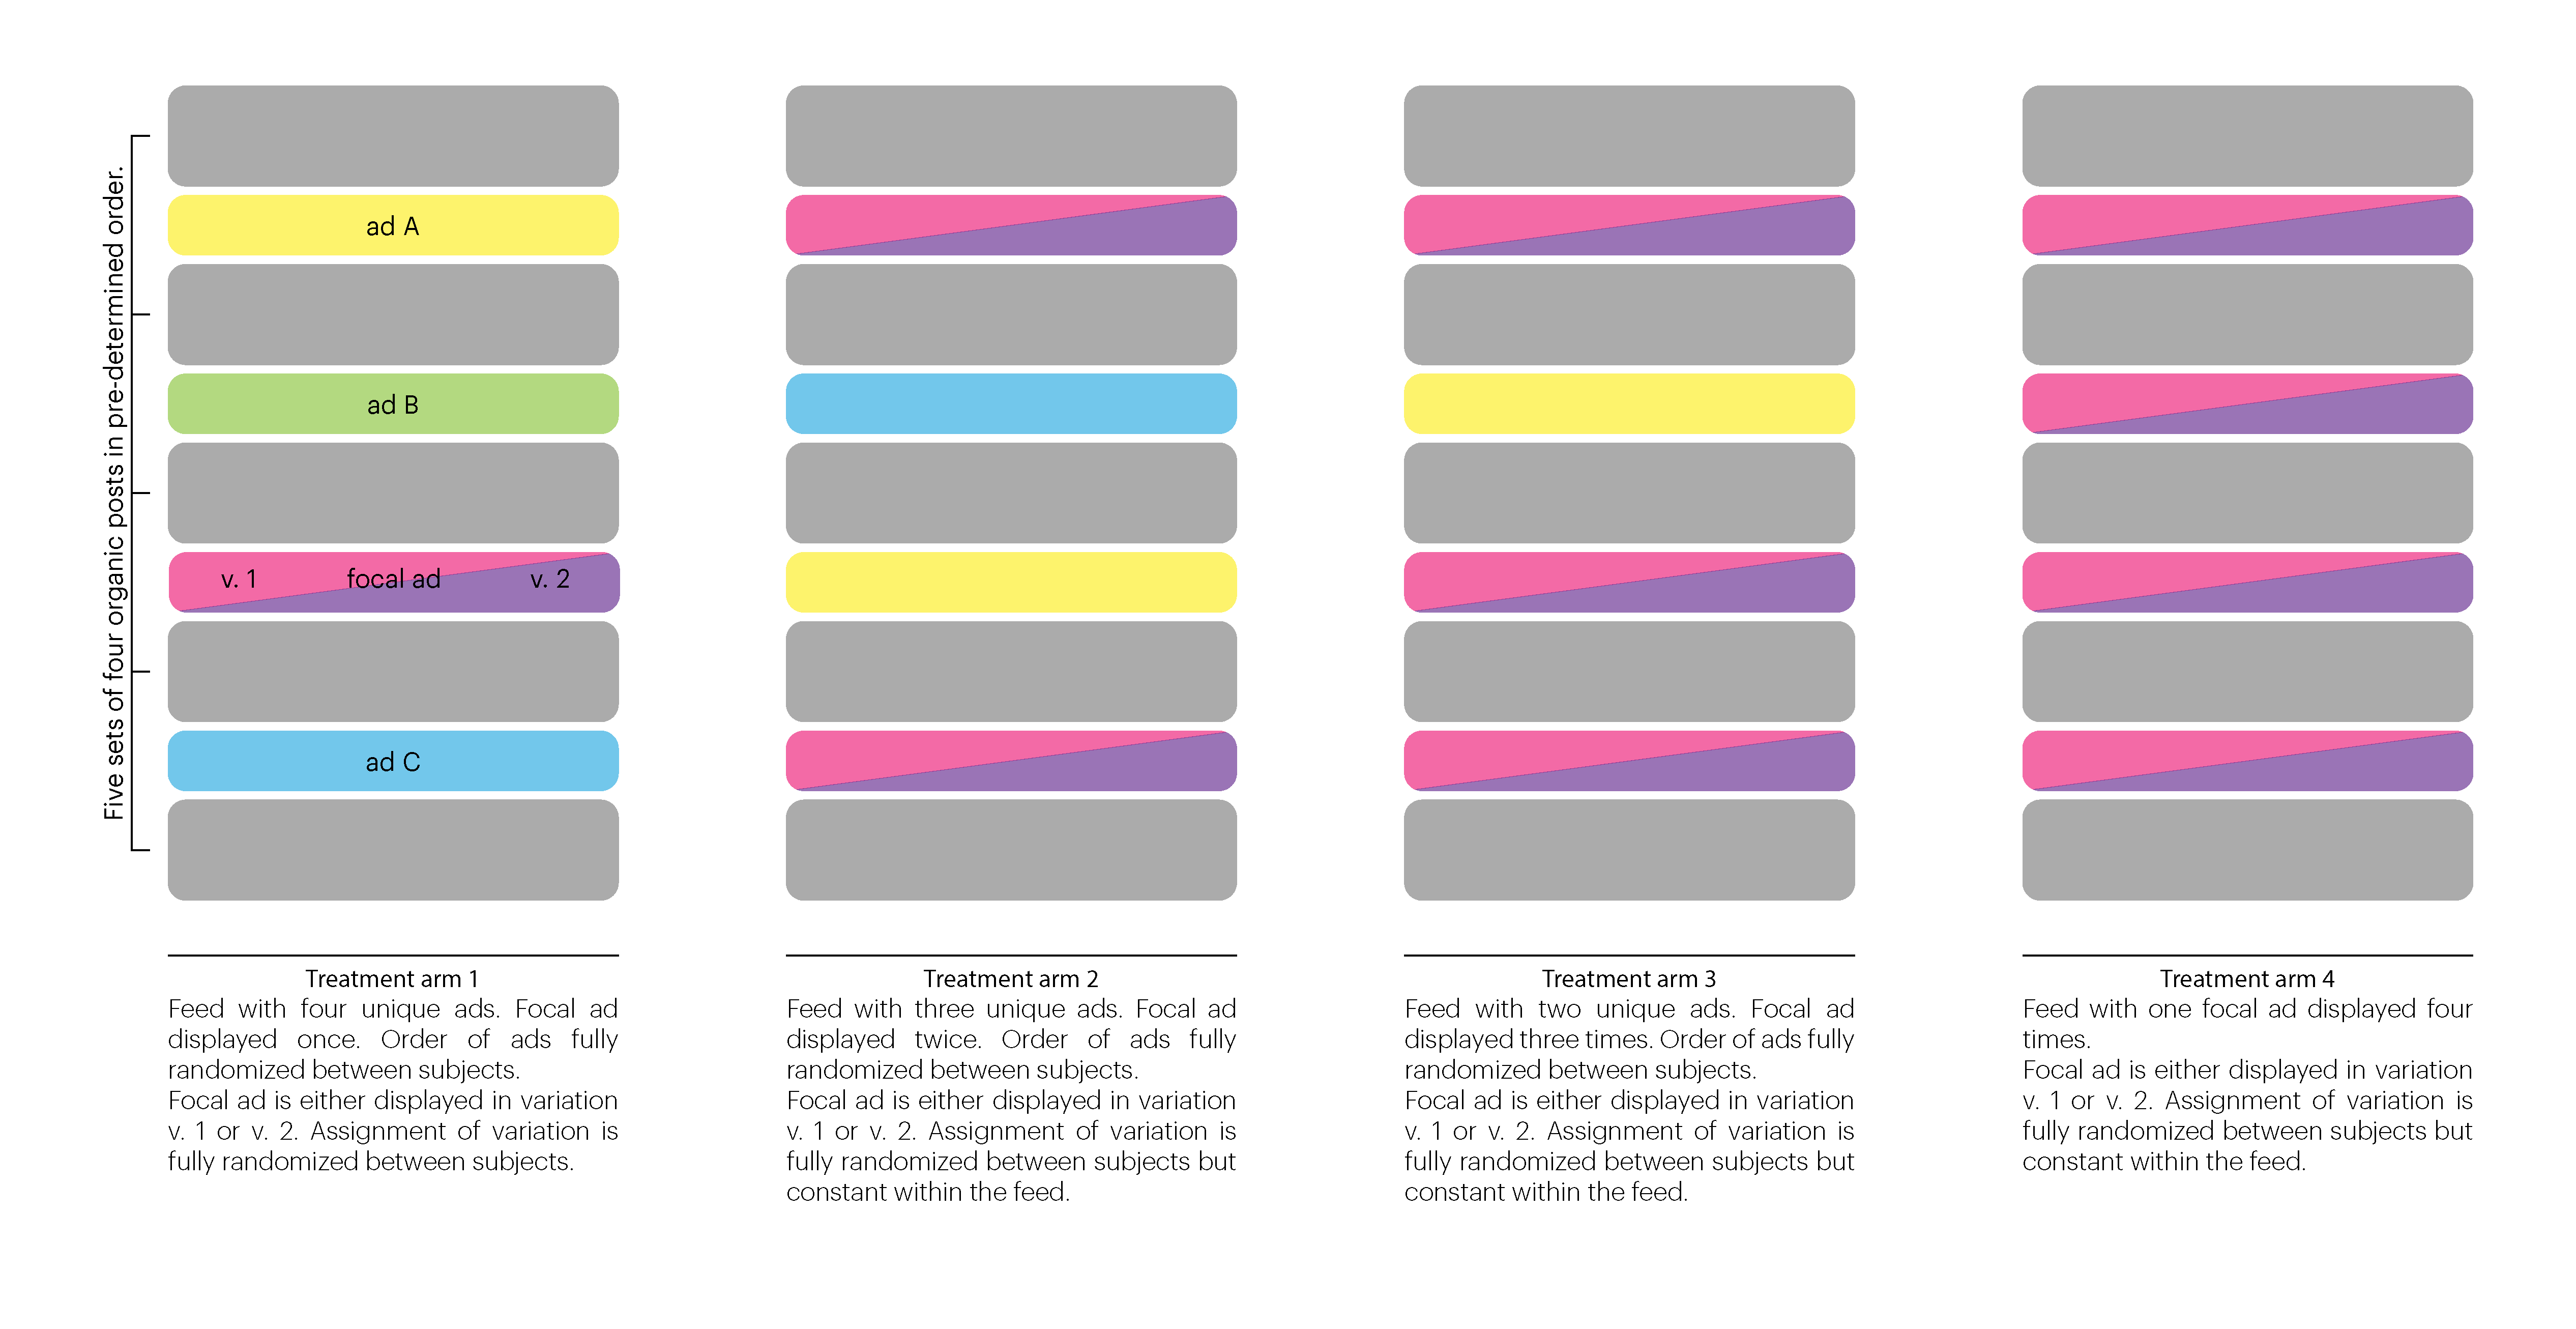 Five sets of four organic posts in pre-determined order.
ad A
ad B
v. 1 focal ad v. 2
ad C
Treatment arm 1
Feed with four unique ads. Focal ad
displayed once. Order of ads fully
randomized between subjects.
Focal ad is either displayed in variation
v. 1 or v. 2. Assignment of variation is
fully randomized between subjects.
Treatment arm 2
Feed with three unique ads. Focal ad
displayed twice. Order of ads fully
randomized between subjects.
Focal ad is either displayed in variation
v. 1 or v. 2. Assignment of variation is
fully randomized between subjects but
constant within the feed.
Treatment arm 3
Feed with two unique ads. Focal ad
displayed three times. Order of ads fully
randomized between subjects.
Focal ad is either displayed in variation
v. 1 or v. 2. Assignment of variation is
fully randomized between subjects but
constant within the feed.
Treatment arm 4
Feed with one focal ad displayed four
times.
Focal ad is either displayed in variation
v. 1 or v. 2. Assignment of variation is
fully randomized between subjects but
constant within the feed.